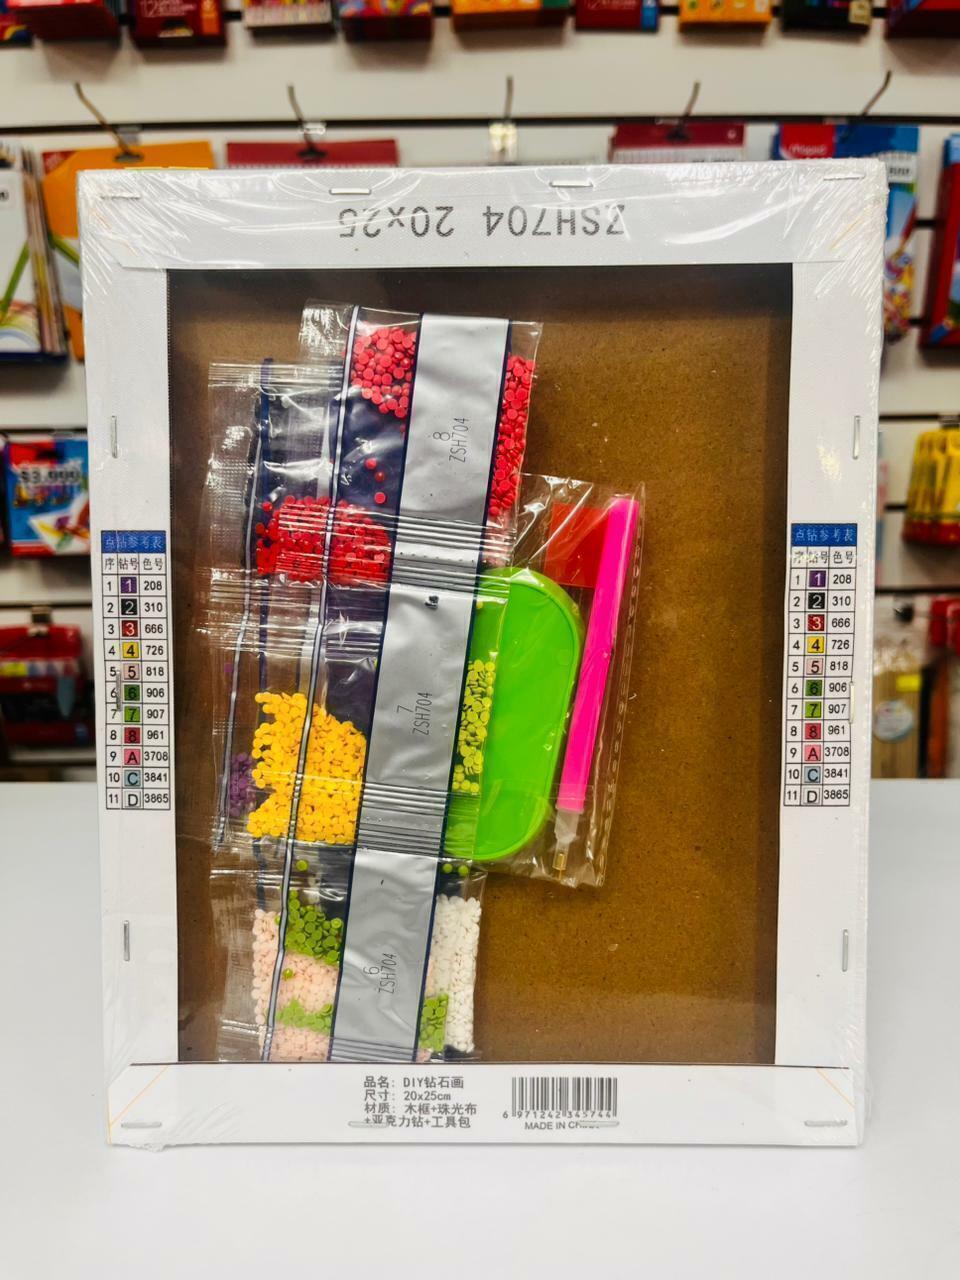 $3.990
ZSH704 20x25
8
ZSH704
7
ZSH704
6
ZSH704
点钻参考表
序 钻号 色号
1 1 208
2 2 310
3 3 666
4 4 726
5 5 818
6 6 906
7 7 907
8 8 961
9 A 3708
10 C 3841
11 D 3865
点钻参考表
序 钻号 色号
1 1 208
2 2 310
3 3 666
4 4 726
5 5 818
6 6 906
7 7 907
8 8 961
9 A 3708
10 C 3841
11 D 3865
品名: DIY钻石画
尺寸: 20x25cm
材质: 木框+珠光布
+亚克力钻+工具包
6 971242 345744
MADE IN CHINA